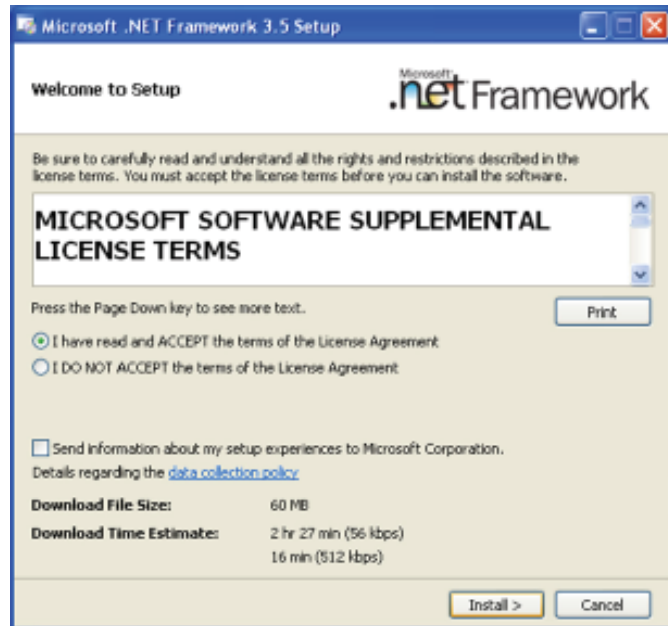 Microsoft .NET Framework 3.5 Setup
Welcome to Setup
Microsoft
.net Framework
Be sure to carefully read and understand all the rights and restrictions described in the
license terms. You must accept the license terms before you can install the software.
MICROSOFT SOFTWARE SUPPLEMENTAL
LICENSE TERMS
Press the Page Down key to see more text.
Print
I have read and ACCEPT the terms of the License Agreement
I DO NOT ACCEPT the terms of the License Agreement
Send information about my setup experiences to Microsoft Corporation.
Details regarding the data collection policy
Download File Size: 60 MB
Download Time Estimate: 2 hr 27 min (56 kbps)
16 min (512 kbps)
Install > Cancel